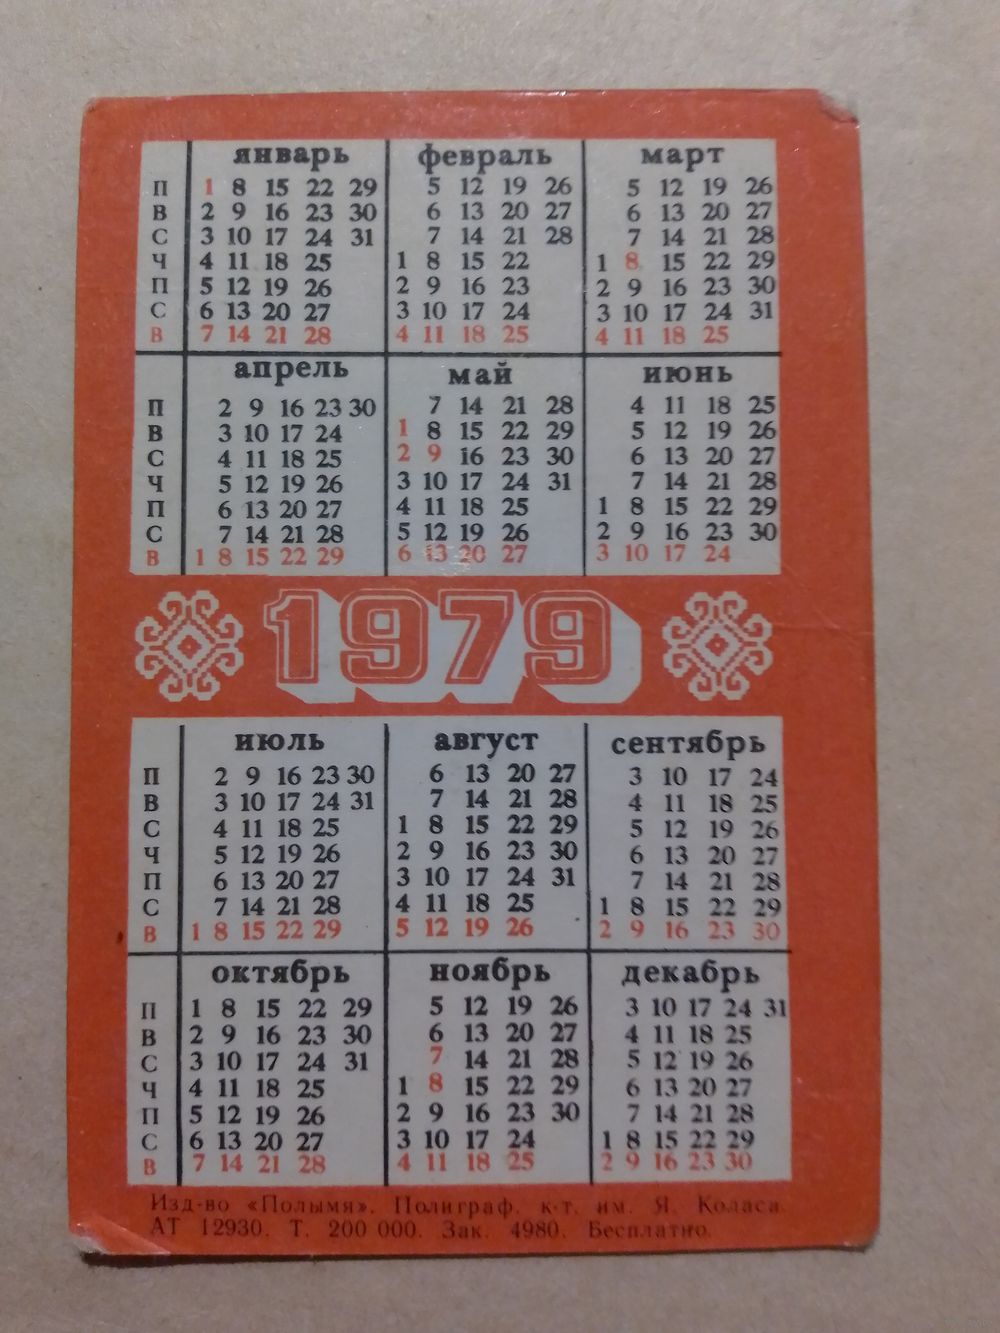 январь февраль март
П 1 8 15 22 29 5 12 19 26 5 12 19 26
В 2 9 16 23 30 6 13 20 27 6 13 20 27
С 3 10 17 24 31 7 14 21 28 7 14 21 28
Ч 4 11 18 25 1 8 15 22 1 8 15 22 29
П 5 12 19 26 2 9 16 23 2 9 16 23 30
С 6 13 20 27 3 10 17 24 3 10 17 24 31
В 7 14 21 28 4 11 18 25 4 11 18 25
апрель май июнь
П 2 9 16 23 30 7 14 21 28 4 11 18 25
В 3 10 17 24 1 8 15 22 29 5 12 19 26
С 4 11 18 25 2 9 16 23 30 6 13 20 27
Ч 5 12 19 26 3 10 17 24 31 7 14 21 28
П 6 13 20 27 4 11 18 25 1 8 15 22 29
С 7 14 21 28 5 12 19 26 2 9 16 23 30
В 1 8 15 22 29 6 13 20 27 3 10 17 24
1979
июль август сентябрь
П 2 9 16 23 30 6 13 20 27 3 10 17 24
В 3 10 17 24 31 7 14 21 28 4 11 18 25
С 4 11 18 25 1 8 15 22 29 5 12 19 26
Ч 5 12 19 26 2 9 16 23 30 6 13 20 27
П 6 13 20 27 3 10 17 24 31 7 14 21 28
С 7 14 21 28 4 11 18 25 1 8 15 22 29
В 1 8 15 22 29 5 12 19 26 2 9 16 23 30
октябрь ноябрь декабрь
П 1 8 15 22 29 5 12 19 26 3 10 17 24 31
В 2 9 16 23 30 6 13 20 27 4 11 18 25
С 3 10 17 24 31 7 14 21 28 5 12 19 26
Ч 4 11 18 25 1 8 15 22 29 6 13 20 27
П 5 12 19 26 2 9 16 23 30 7 14 21 28
С 6 13 20 27 3 10 17 24 1 8 15 22 29
В 7 14 21 28 4 11 18 25 2 9 16 23 30
Изд-во «Полымя». Полиграф. к-т. им. Я. Коласа.
АТ 12930. Т. 200 000. Зак. 4980. Бесплатно.